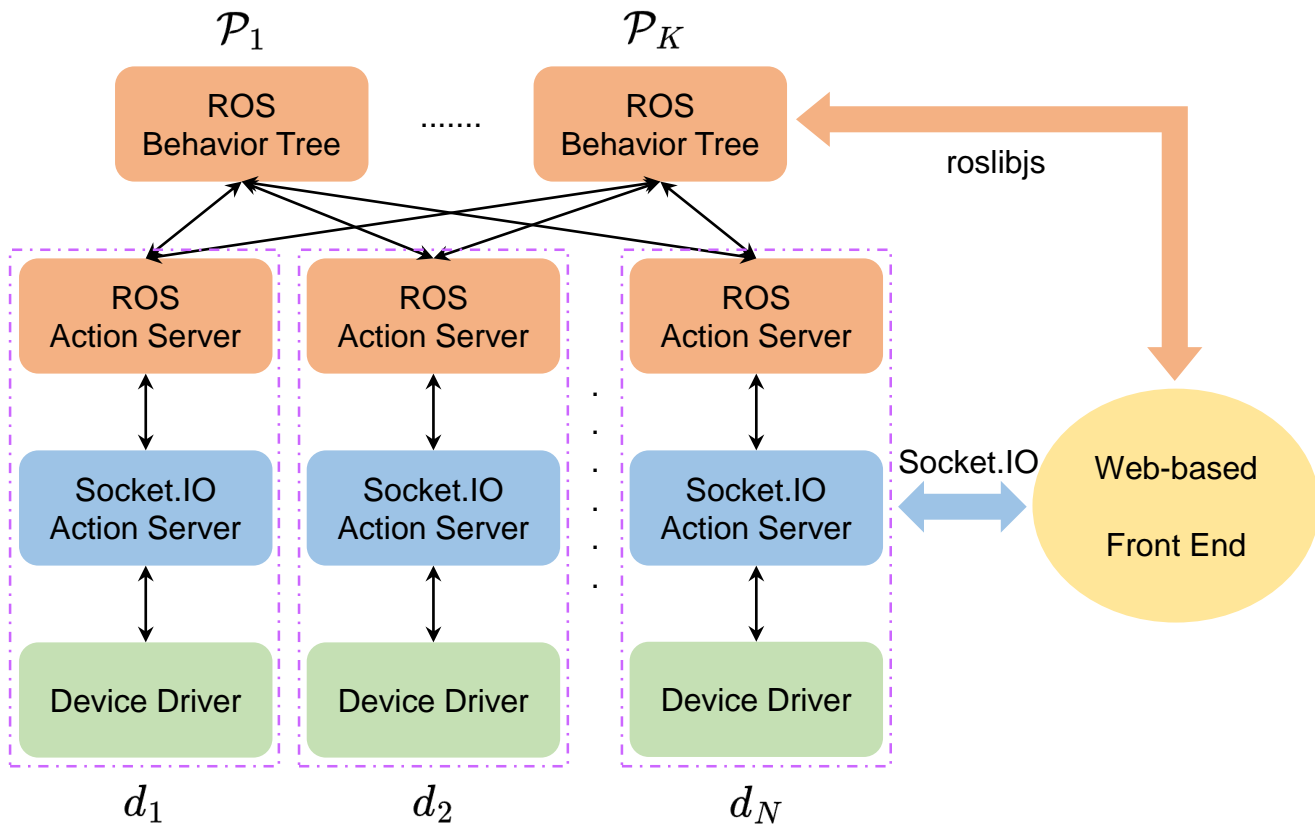 𝒫₁
𝒫_K
ROS
Behavior Tree
.......
ROS
Behavior Tree
roslibjs
ROS
Action Server
ROS
Action Server
ROS
Action Server
Socket.IO
Action Server
Socket.IO
Action Server
Socket.IO
Action Server
Socket.IO
Web-based
Front End
Device Driver
Device Driver
Device Driver
d₁
d₂
d_N